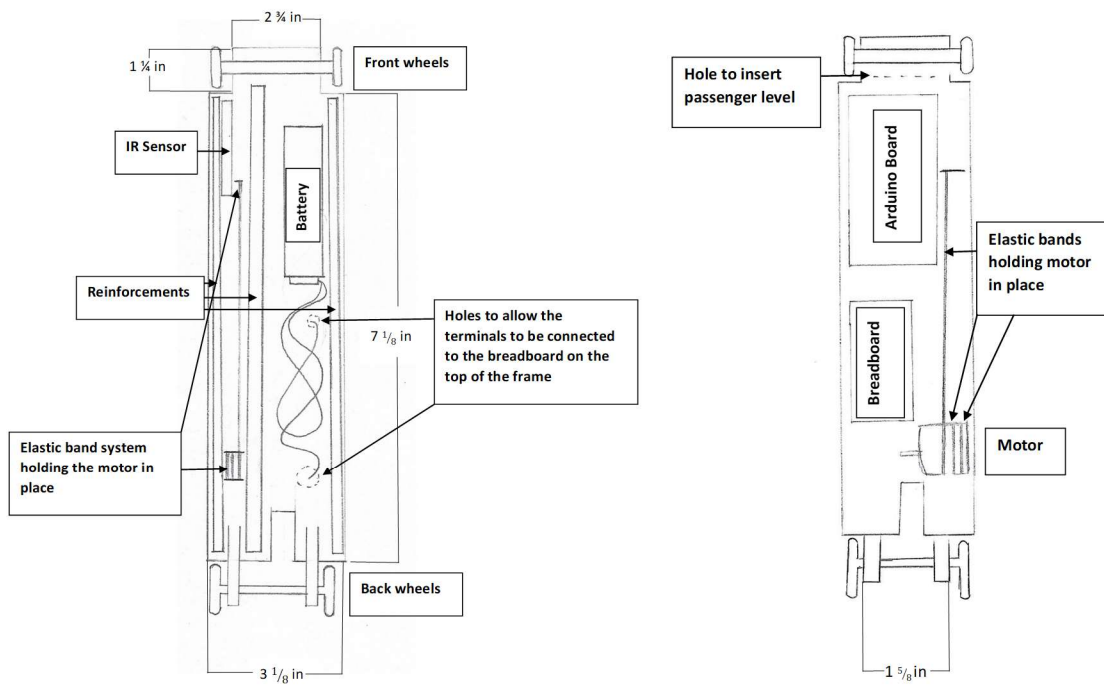 2 ¾ in
1 ¼ in
Front wheels
IR Sensor
Battery
Reinforcements
7 1/8 in
Holes to allow the
terminals to be connected
to the breadboard on the
top of the frame
Elastic band system
holding the motor in
place
Back wheels
3 1/8 in
Hole to insert
passenger level
Arduino Board
Elastic bands
holding motor
in place
Breadboard
Motor
1 5/8 in